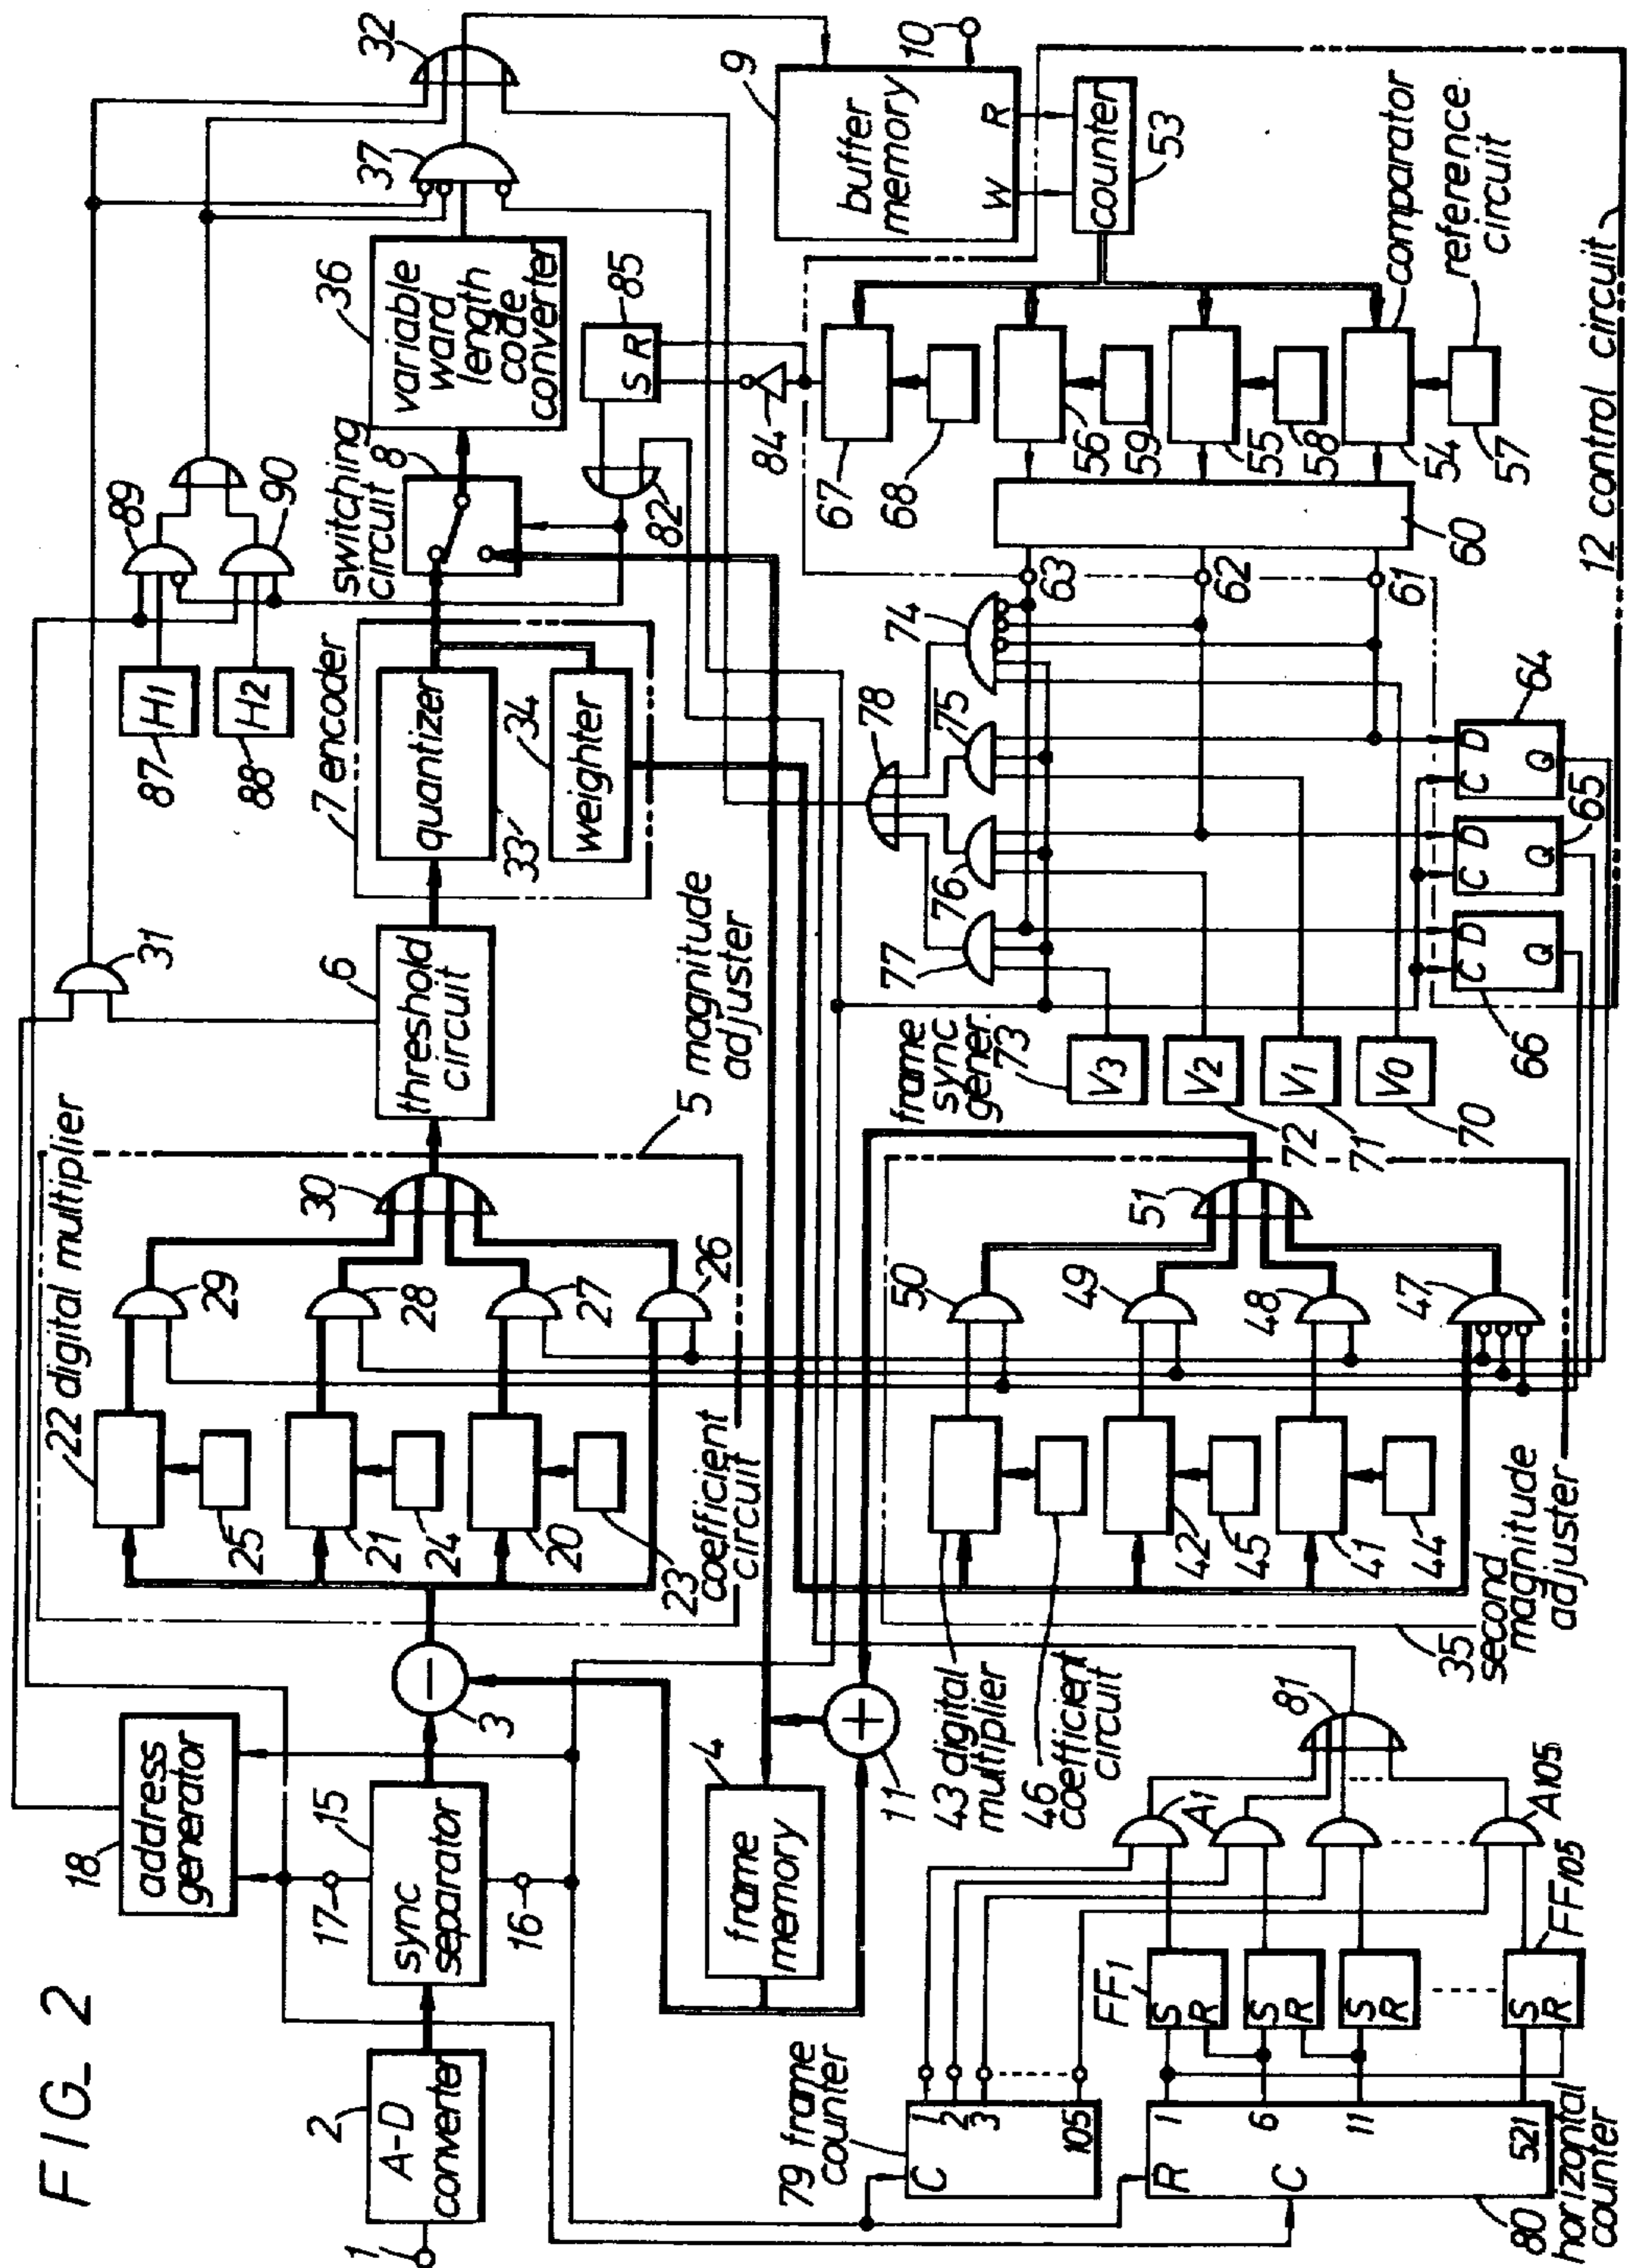 FIG_ 2
1
2
A-D
converter
18
address
generator
17
15
sync
separator
16
3
−
4
frame
memory
11
+
22 digital multiplier
25
21
24
20
23
coefficient
circuit
29
28
27
26
30
5 magnitude
adjuster
31
6
threshold
circuit
7 encoder
quantizer
33
34
weighter
87
H1
88
H2
89
90
switching
circuit 8
36
variable
ward
length
code
converter
37
32
82
85
S R
84
9
buffer
memory
W R
10
counter
53
67
68
56
59
55
58
54
57
comparator
reference
circuit
12 control circuit
60
63
62
61
74
75
76
77
78
64
C D
Q
65
C D
Q
66
C D
Q
frame
sync
gener.
73
V3
V2
V1
V0
72
71
70
43 digital
multiplier
46
coefficient
circuit
42
45
41
44
50
49
48
47
51
35
second
magnitude
adjuster
79 frame
counter
C
1
2
3
105
80
horizontal
counter
R
C
1
6
11
521
FF1
S
R
S
R
S
R
S
R
FF105
A1
A105
81